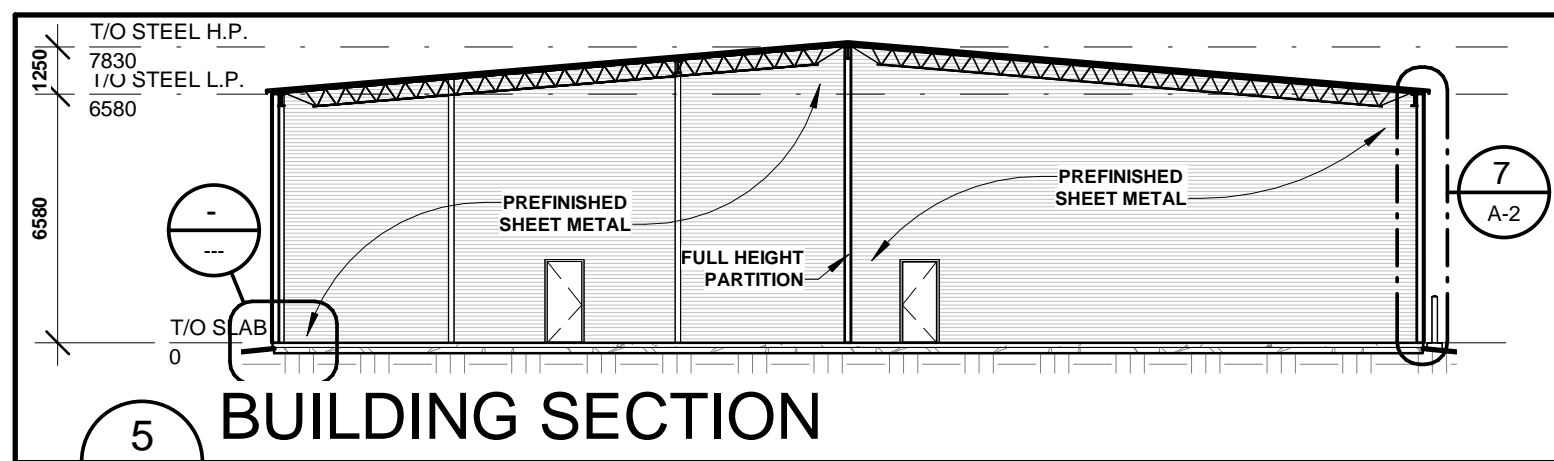 T/O STEEL H.P.
7830
1250
T/O STEEL L.P.
6580
6580
PREFINISHED
SHEET METAL
PREFINISHED
SHEET METAL
7
A-2
-
---
FULL HEIGHT
PARTITION
T/O SLAB
0
BUILDING SECTION
5